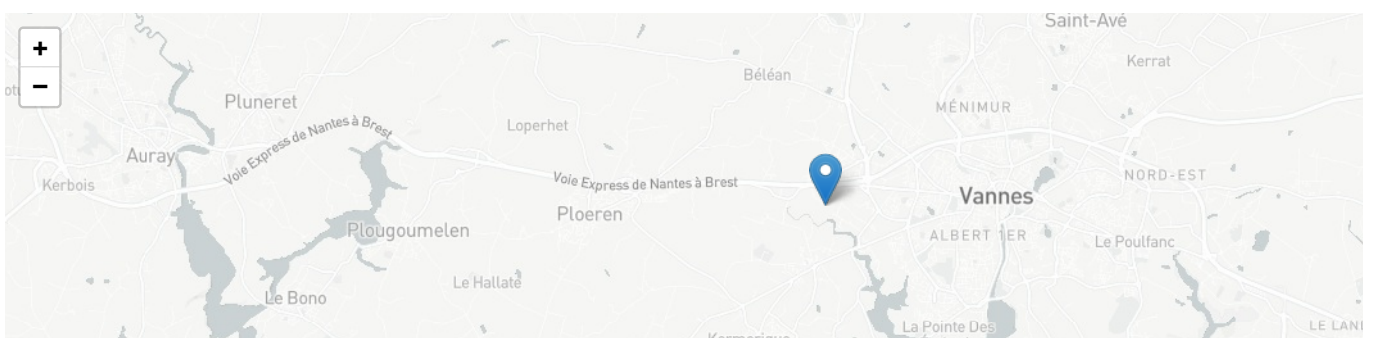 +
−
Saint-Avé
Kerrat
Béléan
Pluneret
MÉNIMUR
Loperhet
Voie Express de Nantes à Brest
Auray
Kerbois
Voie Express de Nantes à Brest
NORD-EST
Vannes
Ploeren
Plougoumelen
ALBERT 1ER
Le Poulfanc
Le Hallate
Le Bono
La Pointe Des